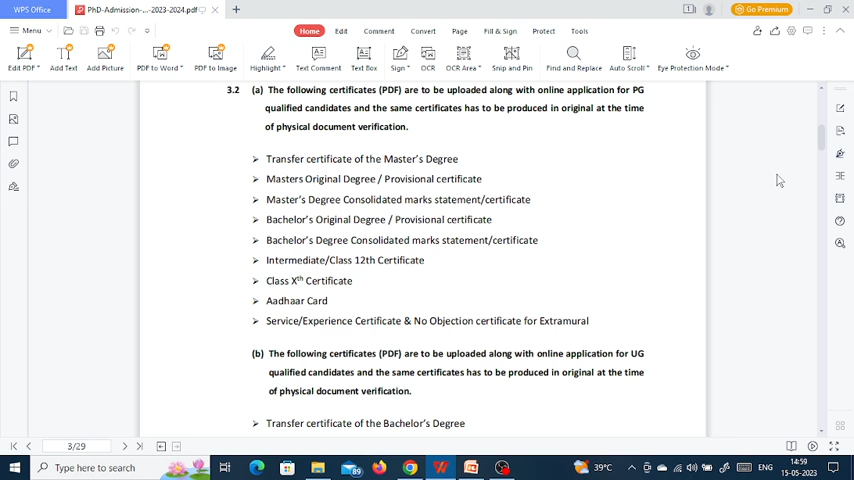 WPS Office
PhD-Admission-...-2023-2024.pdf
Go Premium
Menu
Home
Edit
Comment
Convert
Page
Fill & Sign
Protect
Tools
Edit PDF
Add Text
Add Picture
PDF to Word
PDF to Image
Highlight
Text Comment
Text Box
Sign
OCR
OCR Area
Snip and Pin
Find and Replace
Auto Scroll
Eye Protection Mode
3.2 (a) The following certificates (PDF) are to be uploaded along with online application for PG
qualified candidates and the same certificates has to be produced in original at the time
of physical document verification.
➢ Transfer certificate of the Master's Degree
➢ Masters Original Degree / Provisional certificate
➢ Master's Degree Consolidated marks statement/certificate
➢ Bachelor's Original Degree / Provisional certificate
➢ Bachelor's Degree Consolidated marks statement/certificate
➢ Intermediate/Class 12th Certificate
➢ Class Xth Certificate
➢ Aadhaar Card
➢ Service/Experience Certificate & No Objection certificate for Extramural
(b) The following certificates (PDF) are to be uploaded along with online application for UG
qualified candidates and the same certificates has to be produced in original at the time
of physical document verification.
➢ Transfer certificate of the Bachelor's Degree
3/29
Type here to search
89
39°C
ENG
14:59
15-05-2023